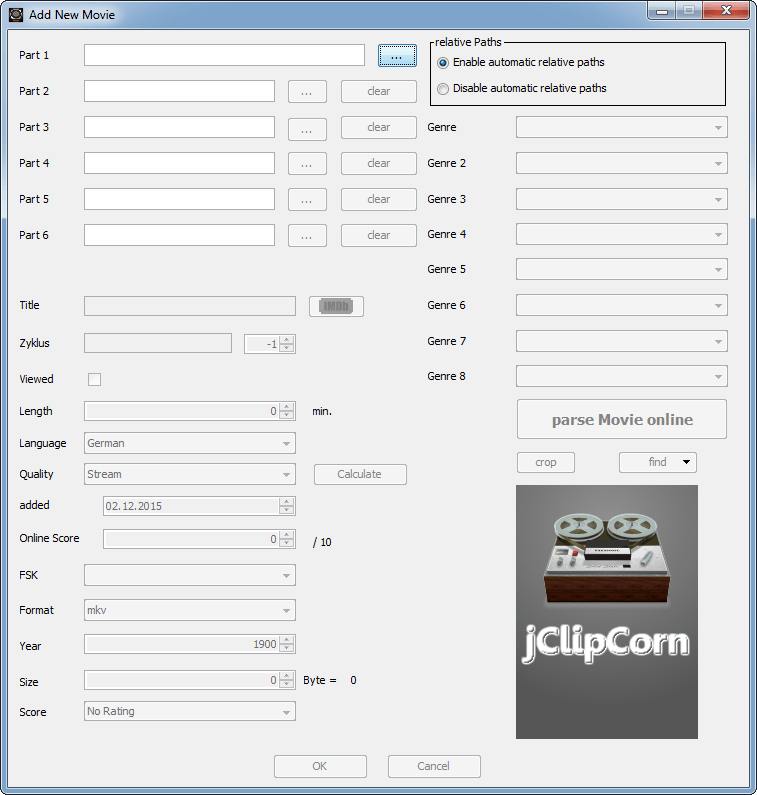 Add New Movie
Part 1 ...
Part 2 ... clear
Part 3 ... clear
Part 4 ... clear
Part 5 ... clear
Part 6 ... clear
Title IMDb
Zyklus -1
Viewed
Length 0 min.
Language German
Quality Stream Calculate
added 02.12.2015
Online Score 0 / 10
FSK
Format mkv
Year 1900
Size 0 Byte = 0
Score No Rating
relative Paths
Enable automatic relative paths
Disable automatic relative paths
Genre
Genre 2
Genre 3
Genre 4
Genre 5
Genre 6
Genre 7
Genre 8
parse Movie online
crop find
jClipCorn
OK Cancel